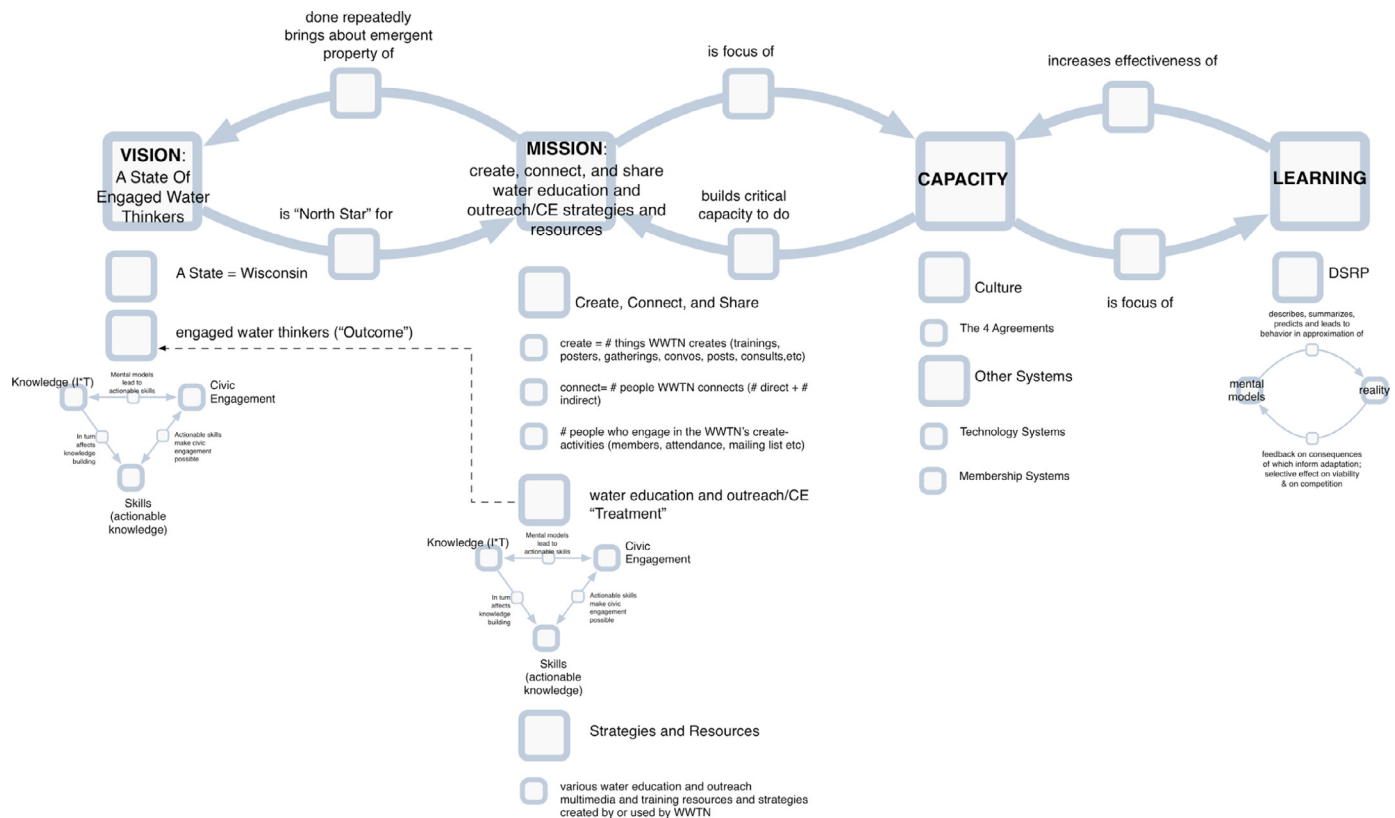 done repeatedly
brings about emergent
property of
is focus of
increases effectiveness of
VISION:
A State Of
Engaged Water
Thinkers
MISSION:
create, connect, and share
water education and
outreach/CE strategies and
resources
CAPACITY
LEARNING
is “North Star” for
builds critical
capacity to do
is focus of
A State = Wisconsin
engaged water thinkers (“Outcome”)
Knowledge (I*T)
Mental models
lead to
actionable skills
Civic
Engagement
In turn
affects
knowledge
building
Actionable skills
make civic
engagement
possible
Skills
(actionable
knowledge)
Create, Connect, and Share
create = # things WWTN creates (trainings,
posters, gatherings, convos, posts, consults,etc)
connect= # people WWTN connects (# direct + #
indirect)
# people who engage in the WWTN's create-
activities (members, attendance, mailing list etc)
water education and outreach/CE
“Treatment”
Knowledge (I*T)
Mental models
lead to
actionable skills
Civic
Engagement
In turn
affects
knowledge
building
Actionable skills
make civic
engagement
possible
Skills
(actionable
knowledge)
Strategies and Resources
various water education and outreach
multimedia and training resources and strategies
created by or used by WWTN
Culture
The 4 Agreements
Other Systems
Technology Systems
Membership Systems
DSRP
describes, summarizes,
predicts and leads to
behavior in approximation of
mental
models
reality
feedback on consequences
of which inform adaptation;
selective effect on viability
& on competition